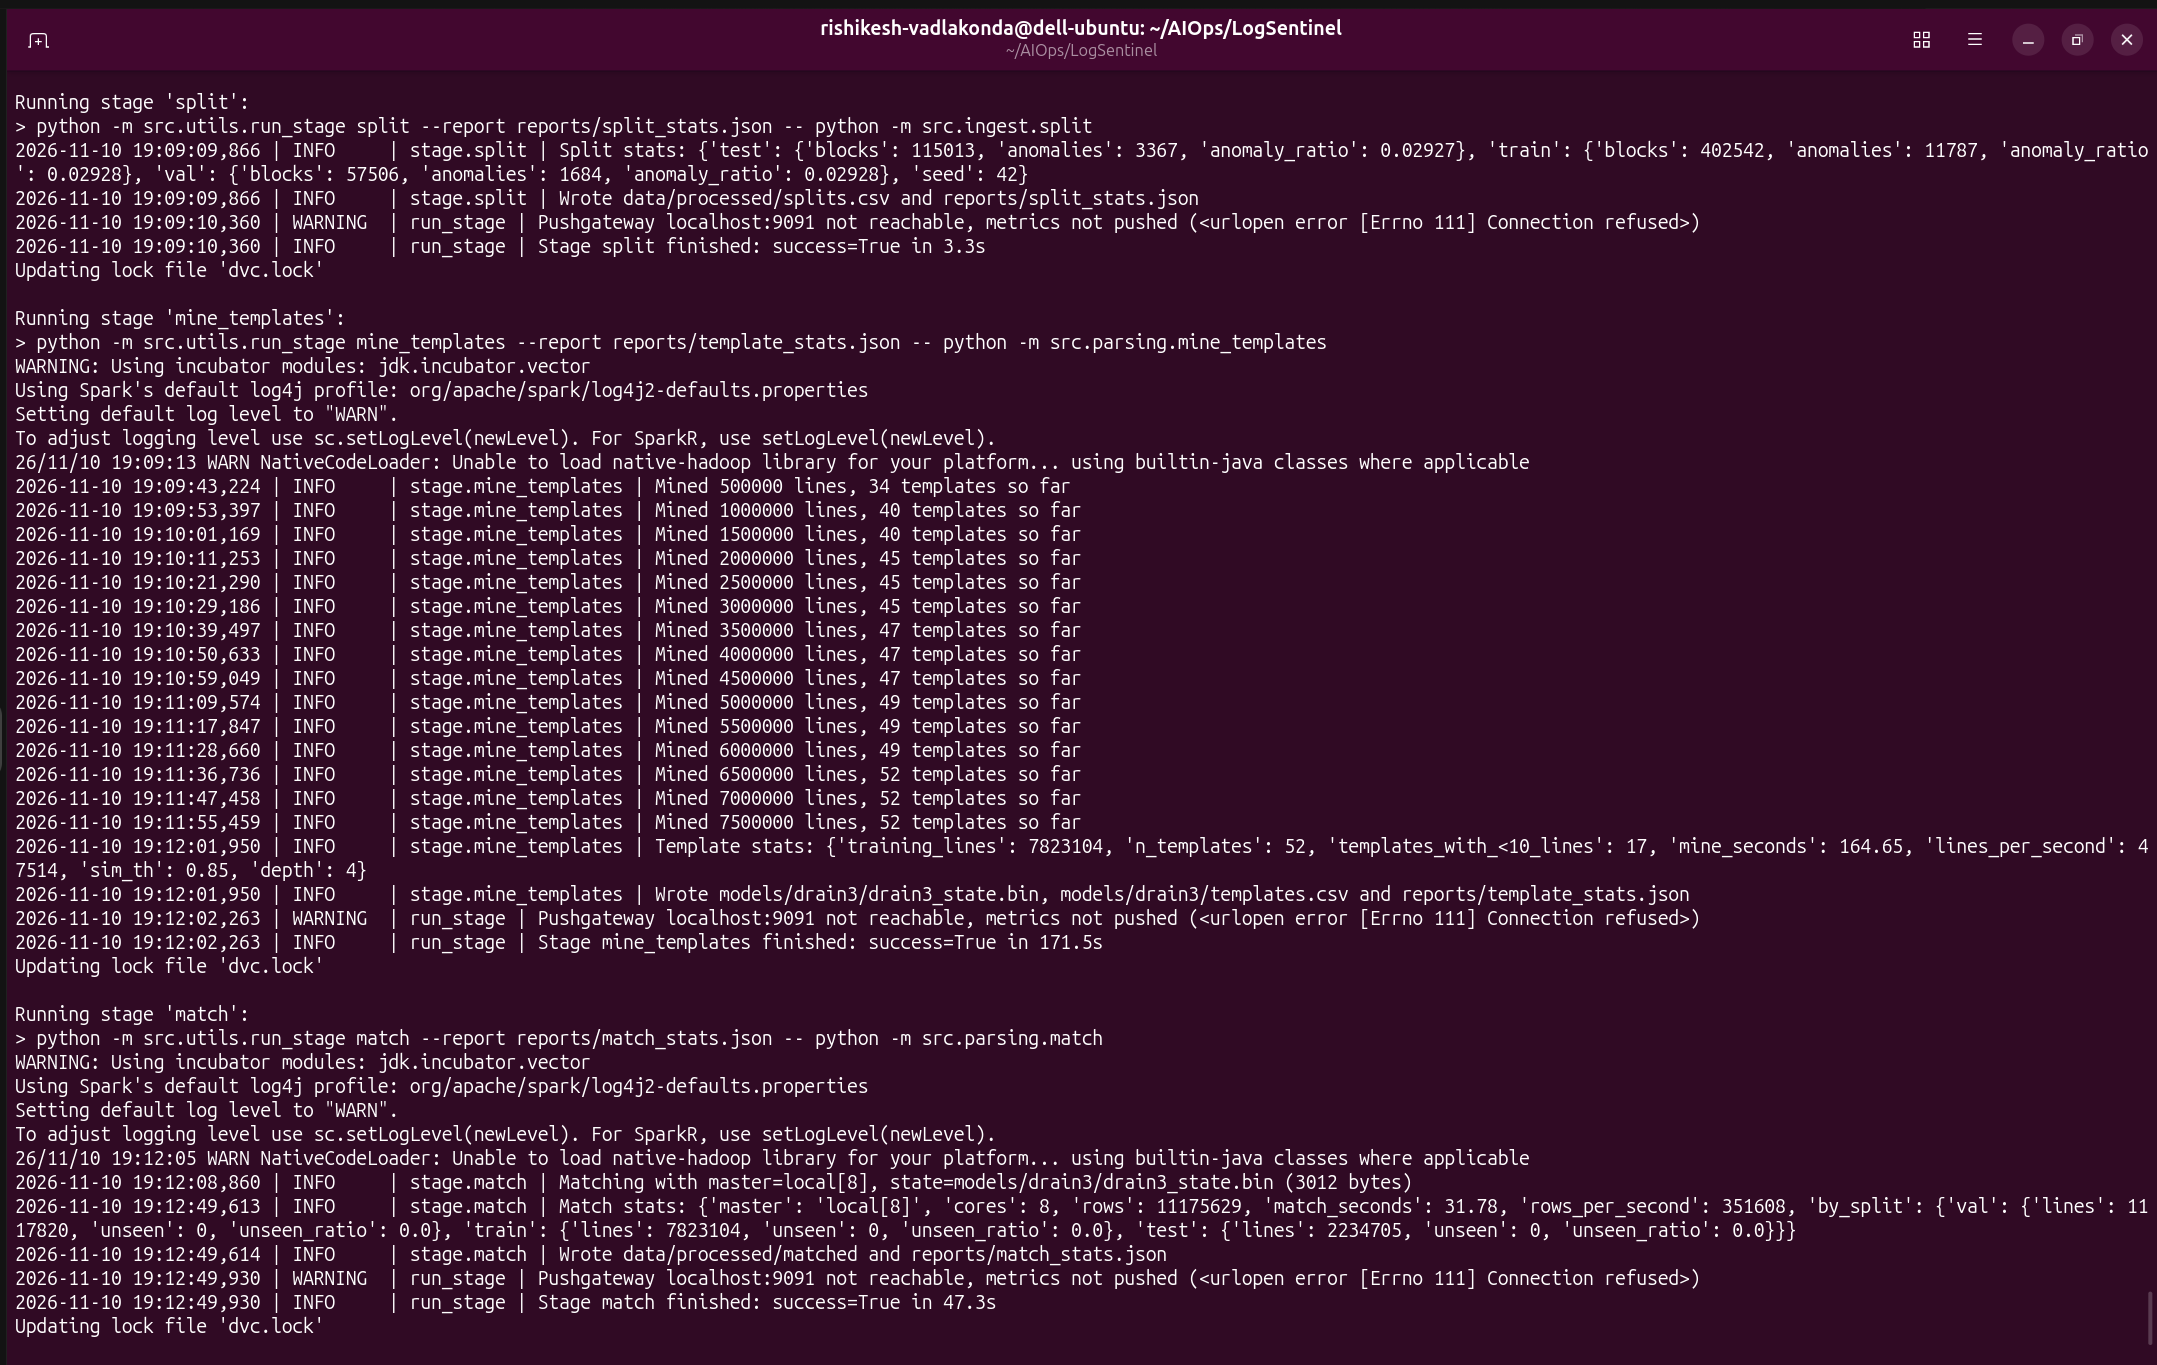 rishikesh-vadlakonda@dell-ubuntu: ~/AIOps/LogSentinel
~/AIOps/LogSentinel
Running stage 'split':
> python -m src.utils.run_stage split --report reports/split_stats.json -- python -m src.ingest.split
2026-11-10 19:09:09,866 | INFO     | stage.split | Split stats: {'test': {'blocks': 115013, 'anomalies': 3367, 'anomaly_ratio': 0.02927}, 'train': {'blocks': 402542, 'anomalies': 11787, 'anomaly_ratio
': 0.02928}, 'val': {'blocks': 57506, 'anomalies': 1684, 'anomaly_ratio': 0.02928}, 'seed': 42}
2026-11-10 19:09:09,866 | INFO     | stage.split | Wrote data/processed/splits.csv and reports/split_stats.json
2026-11-10 19:09:10,360 | WARNING  | run_stage | Pushgateway localhost:9091 not reachable, metrics not pushed (<urlopen error [Errno 111] Connection refused>)
2026-11-10 19:09:10,360 | INFO     | run_stage | Stage split finished: success=True in 3.3s
Updating lock file 'dvc.lock'
Running stage 'mine_templates':
> python -m src.utils.run_stage mine_templates --report reports/template_stats.json -- python -m src.parsing.mine_templates
WARNING: Using incubator modules: jdk.incubator.vector
Using Spark's default log4j profile: org/apache/spark/log4j2-defaults.properties
Setting default log level to "WARN".
To adjust logging level use sc.setLogLevel(newLevel). For SparkR, use setLogLevel(newLevel).
26/11/10 19:09:13 WARN NativeCodeLoader: Unable to load native-hadoop library for your platform... using builtin-java classes where applicable
2026-11-10 19:09:43,224 | INFO     | stage.mine_templates | Mined 500000 lines, 34 templates so far
2026-11-10 19:09:53,397 | INFO     | stage.mine_templates | Mined 1000000 lines, 40 templates so far
2026-11-10 19:10:01,169 | INFO     | stage.mine_templates | Mined 1500000 lines, 40 templates so far
2026-11-10 19:10:11,253 | INFO     | stage.mine_templates | Mined 2000000 lines, 45 templates so far
2026-11-10 19:10:21,290 | INFO     | stage.mine_templates | Mined 2500000 lines, 45 templates so far
2026-11-10 19:10:29,186 | INFO     | stage.mine_templates | Mined 3000000 lines, 45 templates so far
2026-11-10 19:10:39,497 | INFO     | stage.mine_templates | Mined 3500000 lines, 47 templates so far
2026-11-10 19:10:50,633 | INFO     | stage.mine_templates | Mined 4000000 lines, 47 templates so far
2026-11-10 19:10:59,049 | INFO     | stage.mine_templates | Mined 4500000 lines, 47 templates so far
2026-11-10 19:11:09,574 | INFO     | stage.mine_templates | Mined 5000000 lines, 49 templates so far
2026-11-10 19:11:17,847 | INFO     | stage.mine_templates | Mined 5500000 lines, 49 templates so far
2026-11-10 19:11:28,660 | INFO     | stage.mine_templates | Mined 6000000 lines, 49 templates so far
2026-11-10 19:11:36,736 | INFO     | stage.mine_templates | Mined 6500000 lines, 52 templates so far
2026-11-10 19:11:47,458 | INFO     | stage.mine_templates | Mined 7000000 lines, 52 templates so far
2026-11-10 19:11:55,459 | INFO     | stage.mine_templates | Mined 7500000 lines, 52 templates so far
2026-11-10 19:12:01,950 | INFO     | stage.mine_templates | Template stats: {'training_lines': 7823104, 'n_templates': 52, 'templates_with_<10_lines': 17, 'mine_seconds': 164.65, 'lines_per_second': 4
7514, 'sim_th': 0.85, 'depth': 4}
2026-11-10 19:12:01,950 | INFO     | stage.mine_templates | Wrote models/drain3/drain3_state.bin, models/drain3/templates.csv and reports/template_stats.json
2026-11-10 19:12:02,263 | WARNING  | run_stage | Pushgateway localhost:9091 not reachable, metrics not pushed (<urlopen error [Errno 111] Connection refused>)
2026-11-10 19:12:02,263 | INFO     | run_stage | Stage mine_templates finished: success=True in 171.5s
Updating lock file 'dvc.lock'
Running stage 'match':
> python -m src.utils.run_stage match --report reports/match_stats.json -- python -m src.parsing.match
WARNING: Using incubator modules: jdk.incubator.vector
Using Spark's default log4j profile: org/apache/spark/log4j2-defaults.properties
Setting default log level to "WARN".
To adjust logging level use sc.setLogLevel(newLevel). For SparkR, use setLogLevel(newLevel).
26/11/10 19:12:05 WARN NativeCodeLoader: Unable to load native-hadoop library for your platform... using builtin-java classes where applicable
2026-11-10 19:12:08,860 | INFO     | stage.match | Matching with master=local[8], state=models/drain3/drain3_state.bin (3012 bytes)
2026-11-10 19:12:49,613 | INFO     | stage.match | Match stats: {'master': 'local[8]', 'cores': 8, 'rows': 11175629, 'match_seconds': 31.78, 'rows_per_second': 351608, 'by_split': {'val': {'lines': 11
17820, 'unseen': 0, 'unseen_ratio': 0.0}, 'train': {'lines': 7823104, 'unseen': 0, 'unseen_ratio': 0.0}, 'test': {'lines': 2234705, 'unseen': 0, 'unseen_ratio': 0.0}}}
2026-11-10 19:12:49,614 | INFO     | stage.match | Wrote data/processed/matched and reports/match_stats.json
2026-11-10 19:12:49,930 | WARNING  | run_stage | Pushgateway localhost:9091 not reachable, metrics not pushed (<urlopen error [Errno 111] Connection refused>)
2026-11-10 19:12:49,930 | INFO     | run_stage | Stage match finished: success=True in 47.3s
Updating lock file 'dvc.lock'